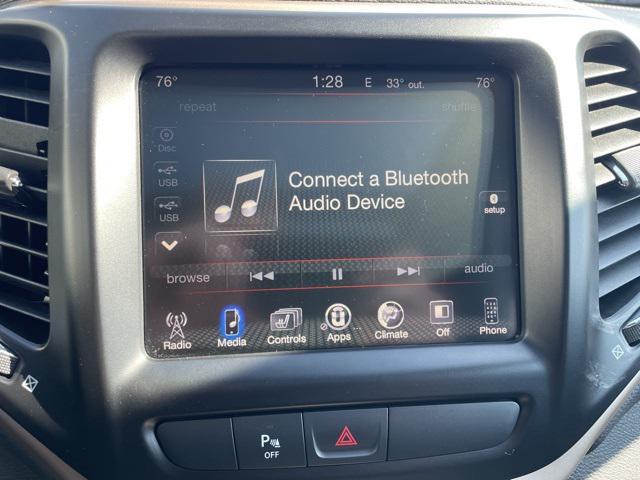 76° 1:28 E 33° out. 76°
repeat shuffle
Disc
USB
USB
Connect a Bluetooth
Audio Device
setup
browse audio
Radio Media Controls Apps Climate Off Phone
P
OFF